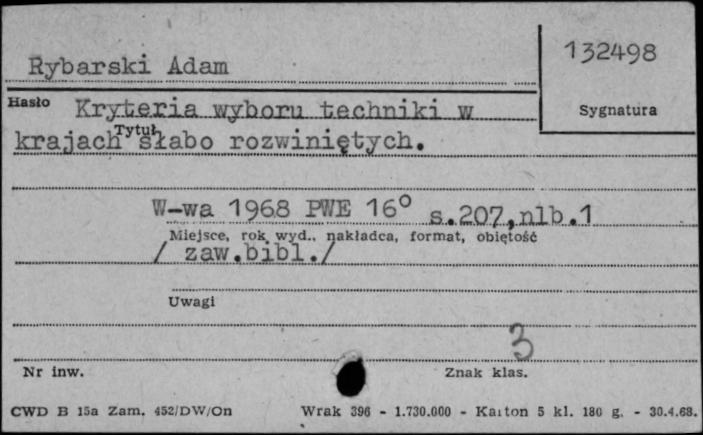 132498
Rybarski Adam
Hasło Kryteria wyboru techniki w
Sygnatura
Tytuł
krajach słabo rozwiniętych.
W-wa 1968 PWE 16° s.207,nlb.1
Miejsce, rok wyd., nakładca, format, objętość
/ zaw.bibl./
Uwagi
3
Nr inw.
Znak klas.
CWD B 15a Zam. 452/DW/On Wrak 396 - 1.730.000 - Karton 5 kl. 180 g. - 30.4.68.